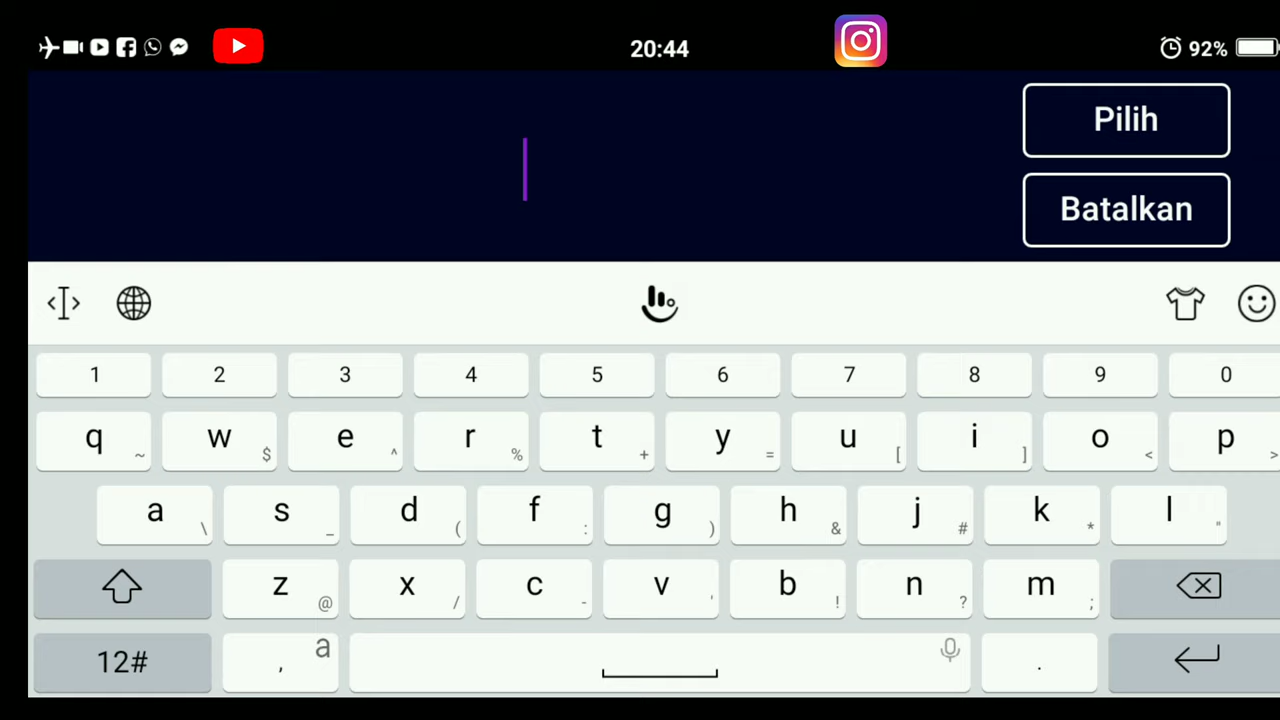 20:44
92%
Pilih
Batalkan
1 2 3 4 5 6 7 8 9 0
q ~ w $ e ^ r % t + y = u [ i ] o < p >
a \ s _ d ( f : g ) h & j # k * l "
z @ x / c - v ' b ! n ? m ;
12# , a .